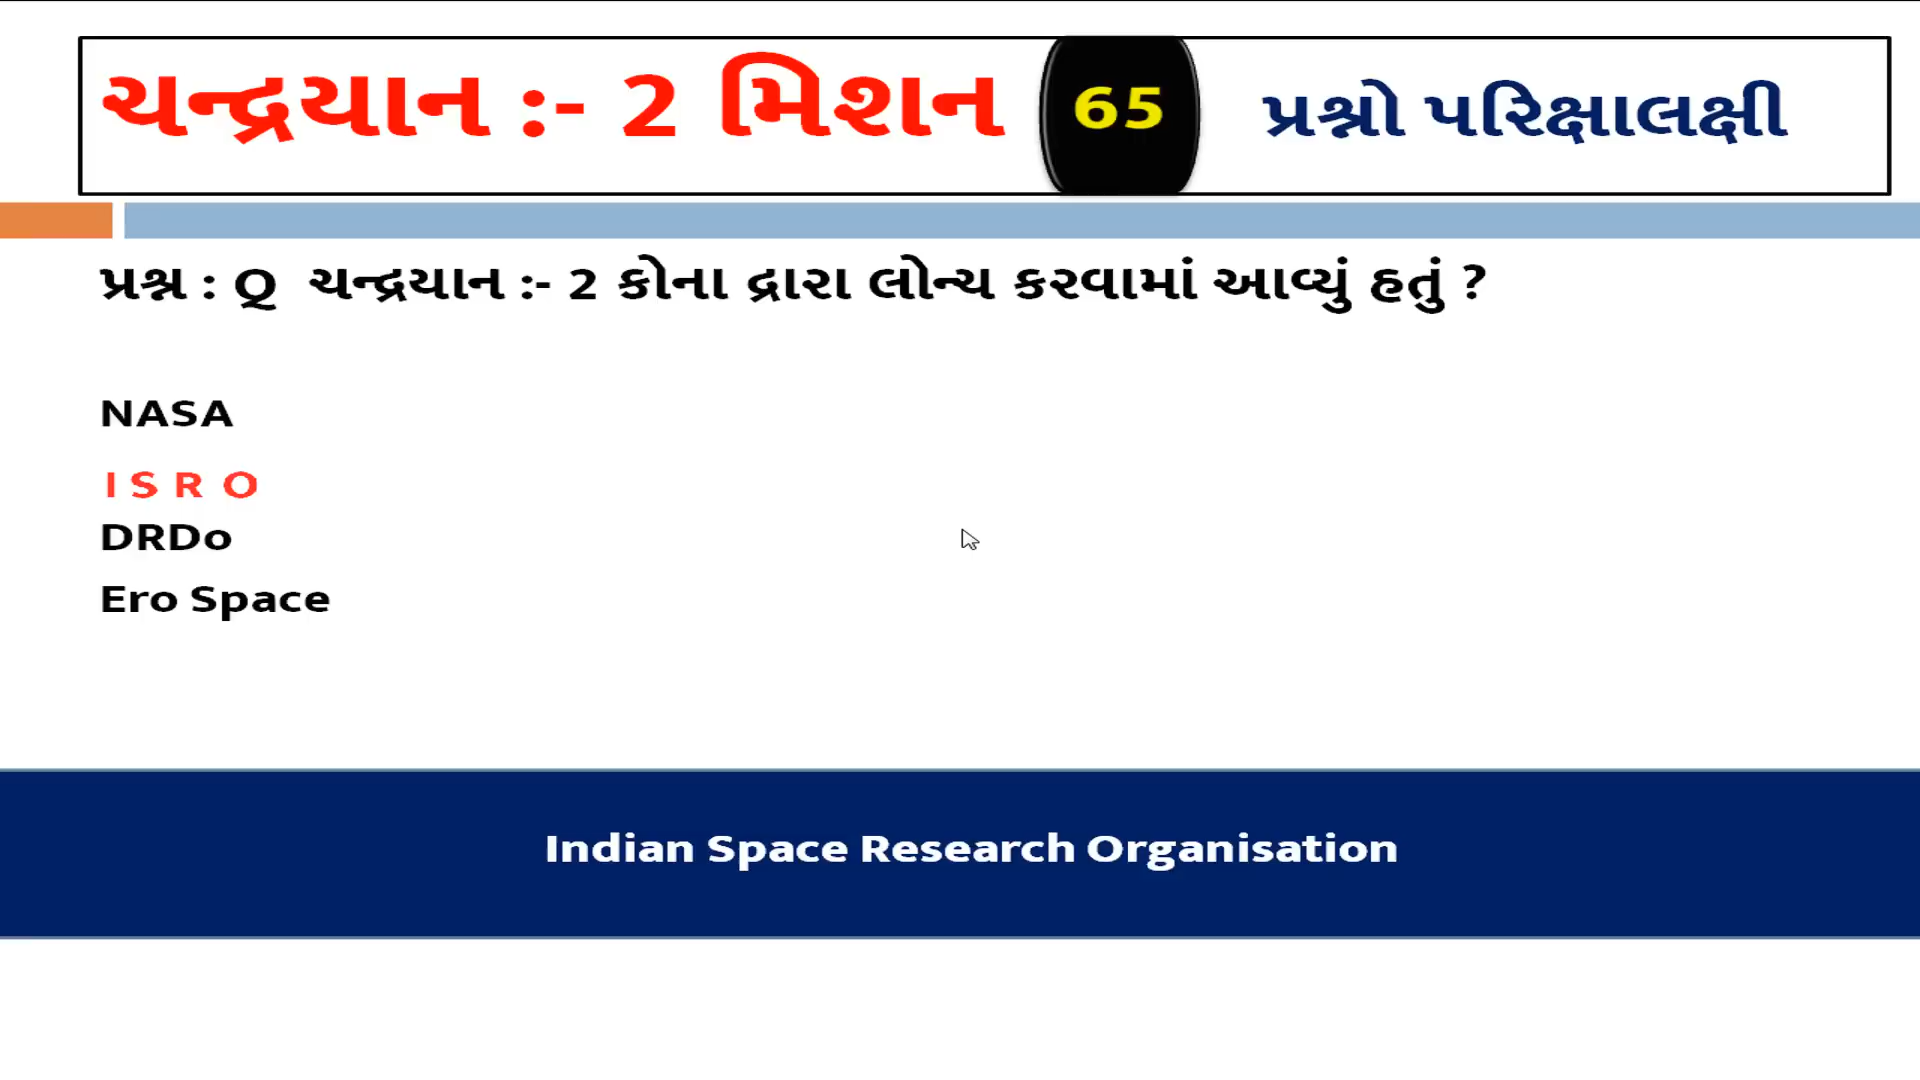 ચન્દ્રયાન :- 2 મિશન 65 પ્રશ્નો પરિક્ષાલક્ષી
પ્રશ્ન : Q ચન્દ્રયાન :- 2 કોના દ્રારા લોન્ચ કરવામાં આવ્યું હતું ?
NASA
I S R O
DRDo
Ero Space
Indian Space Research Organisation